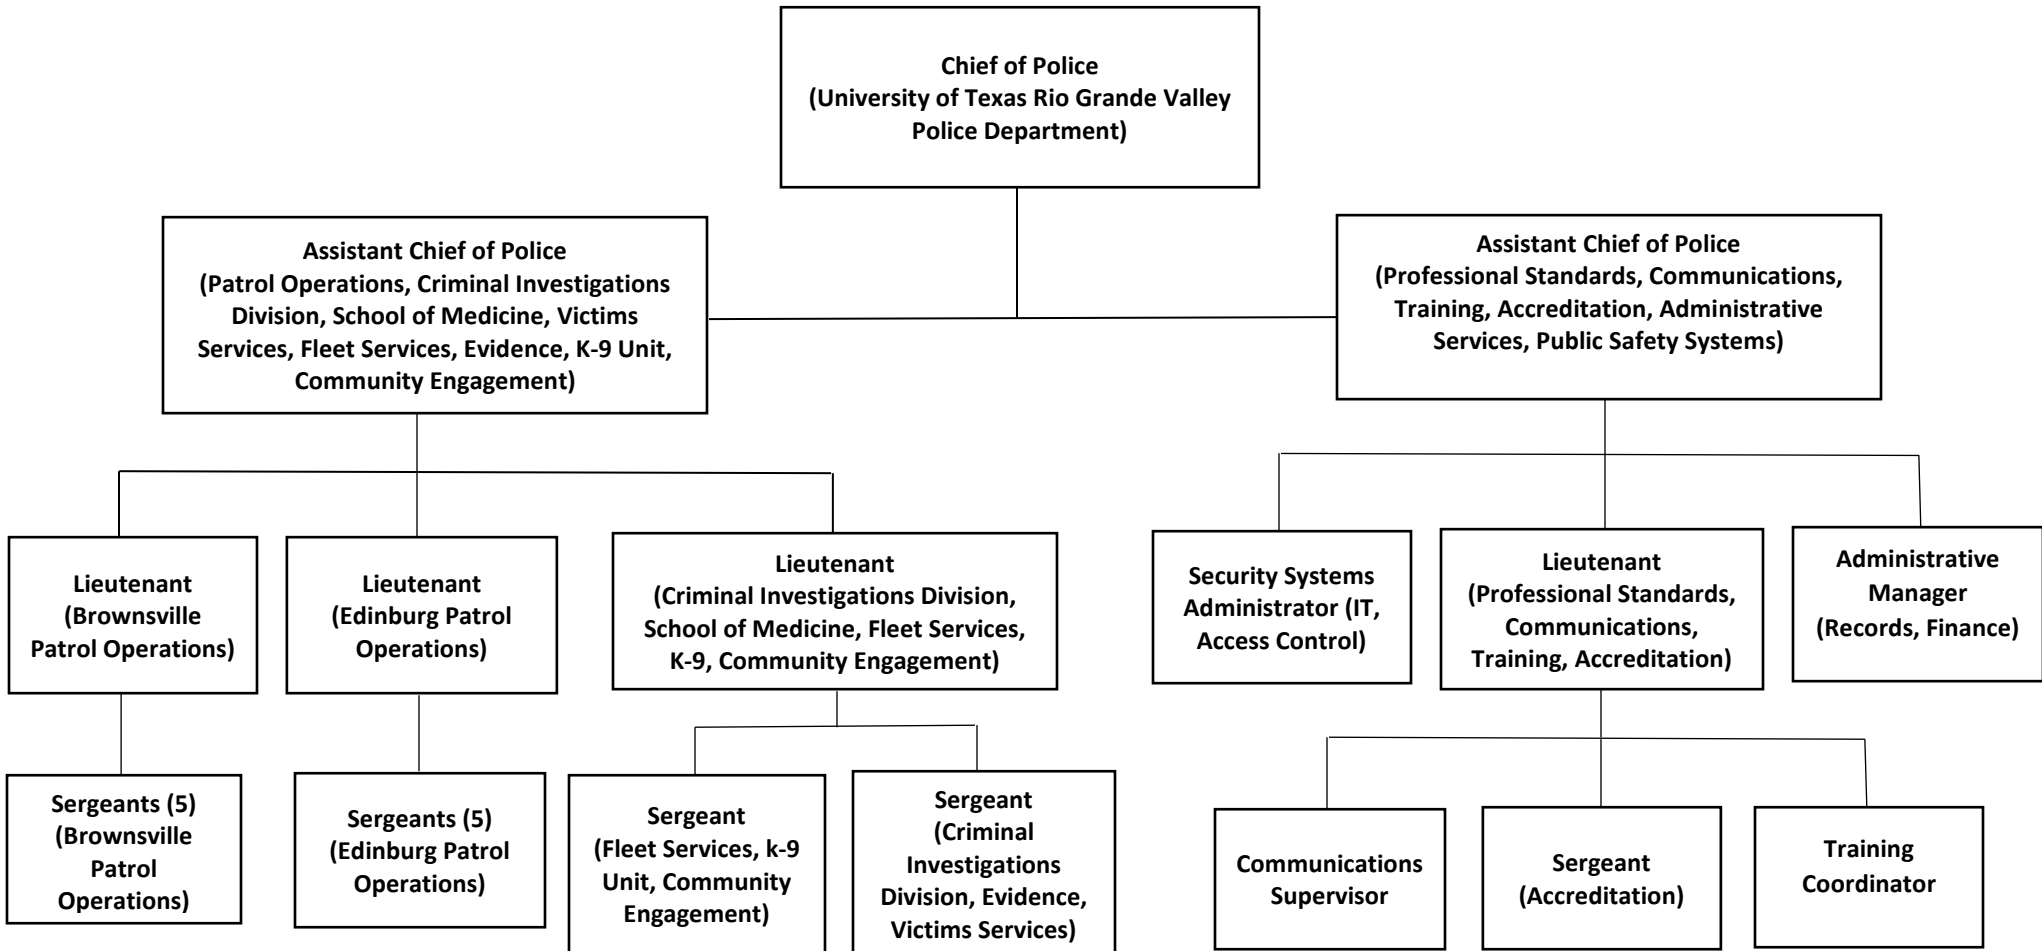 Chief of Police
(University of Texas Rio Grande Valley
Police Department)
Assistant Chief of Police
(Patrol Operations, Criminal Investigations
Division, School of Medicine, Victims
Services, Fleet Services, Evidence, K-9 Unit,
Community Engagement)
Assistant Chief of Police
(Professional Standards, Communications,
Training, Accreditation, Administrative
Services, Public Safety Systems)
Lieutenant
(Brownsville
Patrol Operations)
Lieutenant
(Edinburg Patrol
Operations)
Lieutenant
(Criminal Investigations Division,
School of Medicine, Fleet Services,
K-9, Community Engagement)
Security Systems
Administrator (IT,
Access Control)
Lieutenant
(Professional Standards,
Communications,
Training, Accreditation)
Administrative
Manager
(Records, Finance)
Sergeants (5)
(Brownsville
Patrol
Operations)
Sergeants (5)
(Edinburg Patrol
Operations)
Sergeant
(Fleet Services, k-9
Unit, Community
Engagement)
Sergeant
(Criminal
Investigations
Division, Evidence,
Victims Services)
Communications
Supervisor
Sergeant
(Accreditation)
Training
Coordinator